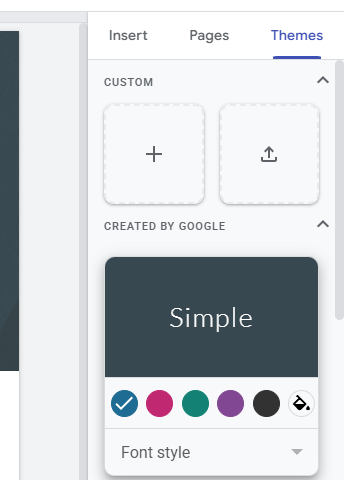 Insert Pages Themes
CUSTOM
CREATED BY GOOGLE
Simple
Font style